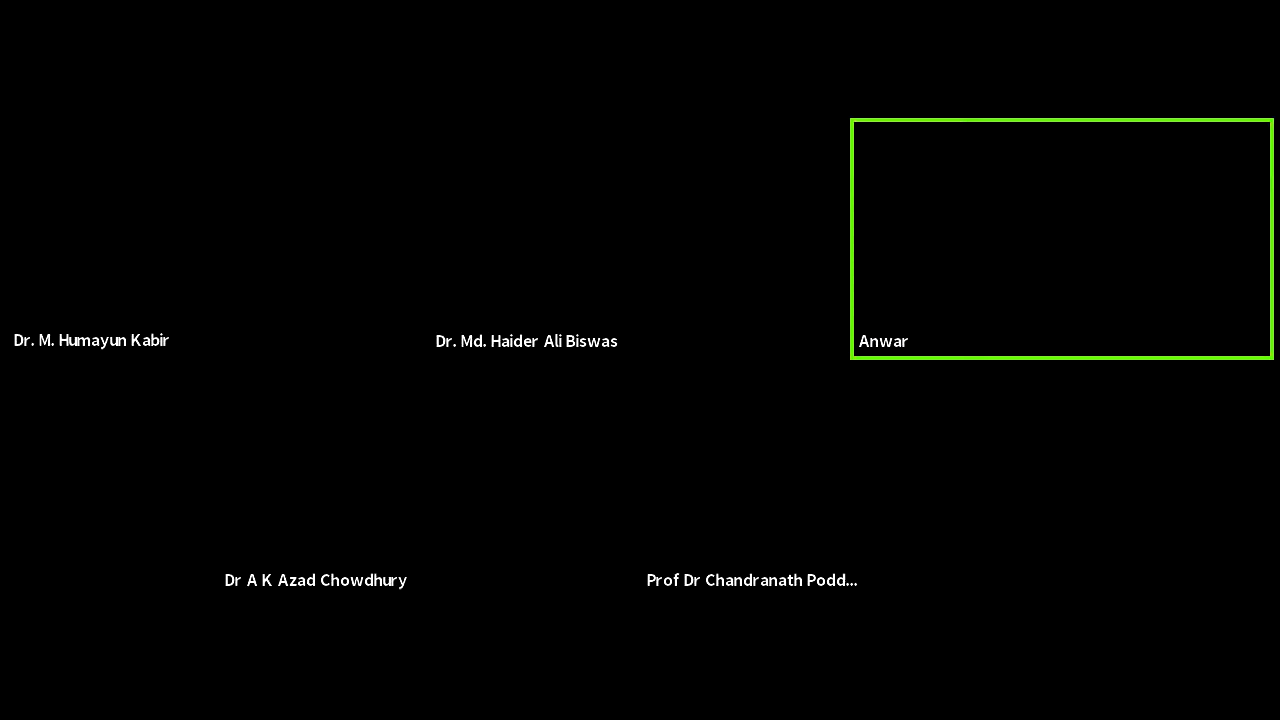 Dr. M. Humayun Kabir
Dr. Md. Haider Ali Biswas
Anwar
Dr A K Azad Chowdhury
Prof Dr Chandranath Podd...